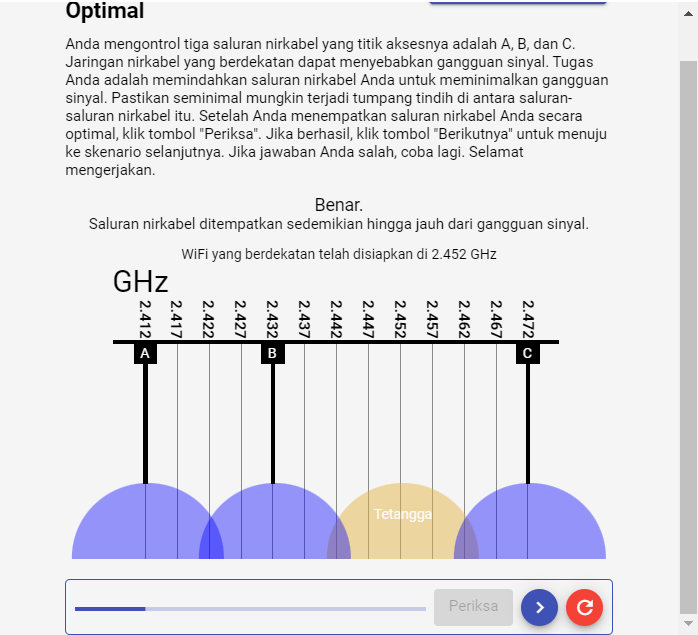 Optimal
Anda mengontrol tiga saluran nirkabel yang titik aksesnya adalah A, B, dan C.
Jaringan nirkabel yang berdekatan dapat menyebabkan gangguan sinyal. Tugas
Anda adalah memindahkan saluran nirkabel Anda untuk meminimalkan gangguan
sinyal. Pastikan seminimal mungkin terjadi tumpang tindih di antara saluran-
saluran nirkabel itu. Setelah Anda menempatkan saluran nirkabel Anda secara
optimal, klik tombol "Periksa". Jika berhasil, klik tombol "Berikutnya" untuk menuju
ke skenario selanjutnya. Jika jawaban Anda salah, coba lagi. Selamat
mengerjakan.
Benar.
Saluran nirkabel ditempatkan sedemikian hingga jauh dari gangguan sinyal.
WiFi yang berdekatan telah disiapkan di 2.452 GHz
GHz
2.412 2.417 2.422 2.427 2.432 2.437 2.442 2.447 2.452 2.457 2.462 2.467 2.472
A B C
Tetangga
Periksa